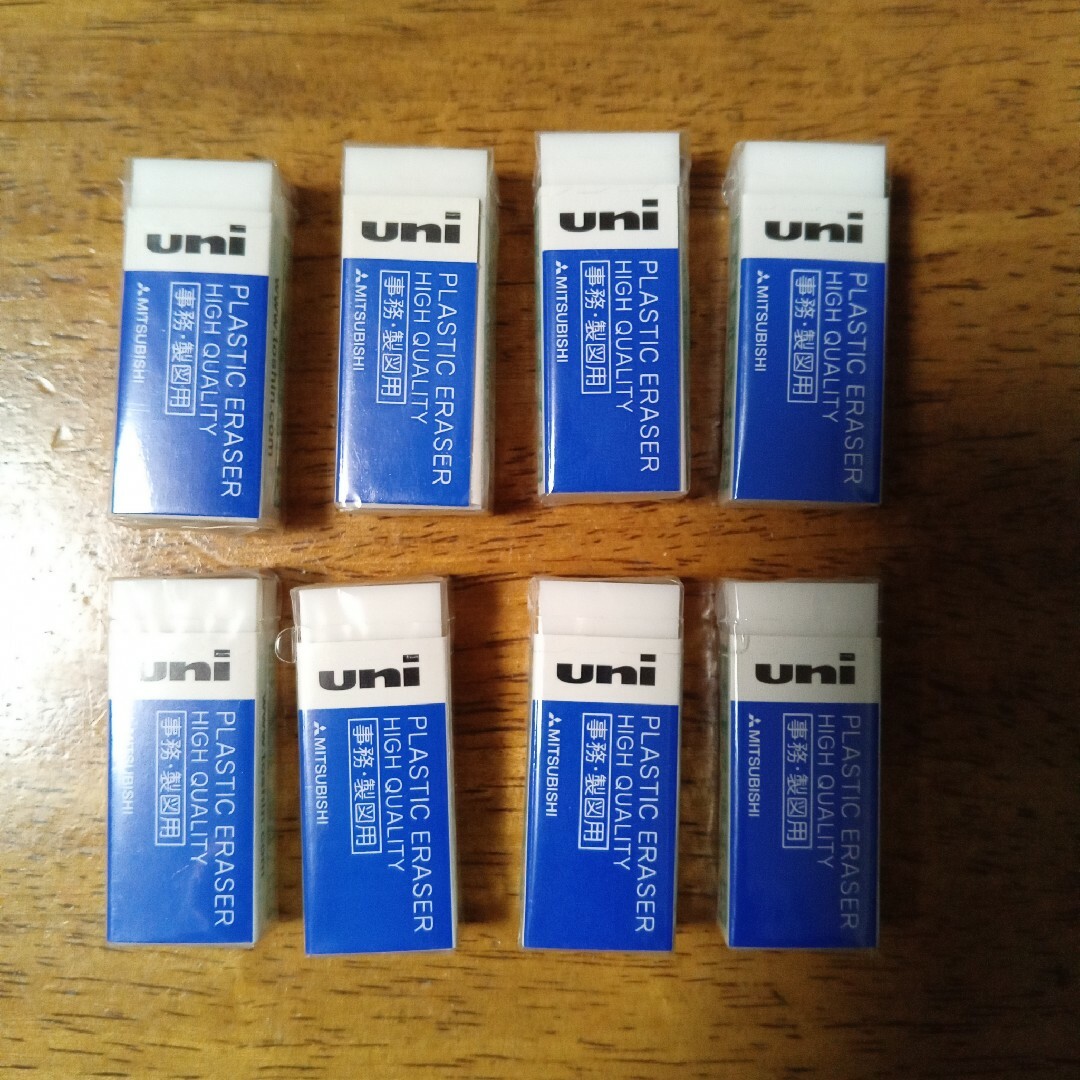 uni
PLASTIC ERASER
HIGH QUALITY
事務・製図用
MITSUBISHI
www.toshin.com
uni
PLASTIC ERASER
HIGH QUALITY
事務・製図用
MITSUBISHI
uni
PLASTIC ERASER
HIGH QUALITY
事務・製図用
MITSUBISHI
uni
PLASTIC ERASER
HIGH QUALITY
事務・製図用
MITSUBISHI
uni
PLASTIC ERASER
HIGH QUALITY
事務・製図用
MITSUBISHI
uni
PLASTIC ERASER
HIGH QUALITY
事務・製図用
MITSUBISHI
uni
PLASTIC ERASER
HIGH QUALITY
事務・製図用
MITSUBISHI
uni
PLASTIC ERASER
HIGH QUALITY
事務・製図用
MITSUBISHI